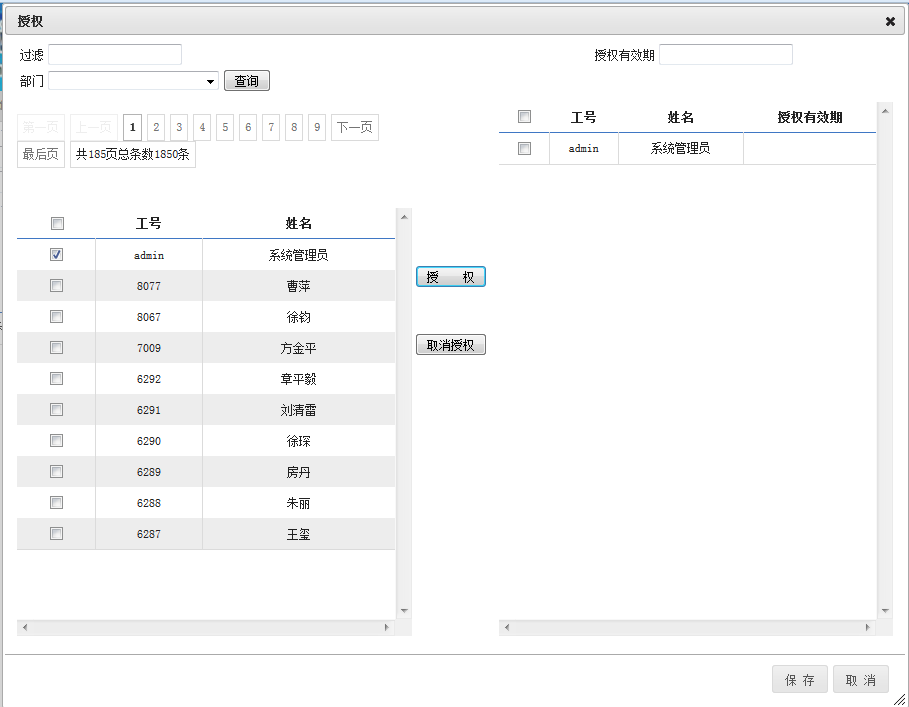 授权
过滤
部门 查询
第一页 上一页 1 2 3 4 5 6 7 8 9 下一页
最后页 共185页总条数1850条
工号 姓名
admin 系统管理员
8077 曹萍
8067 徐钧
7009 方金平
6292 章平毅
6291 刘清雷
6290 徐琛
6289 房丹
6288 朱丽
6287 王玺
授 权
取消授权
授权有效期
工号 姓名 授权有效期
admin 系统管理员
保 存 取 消